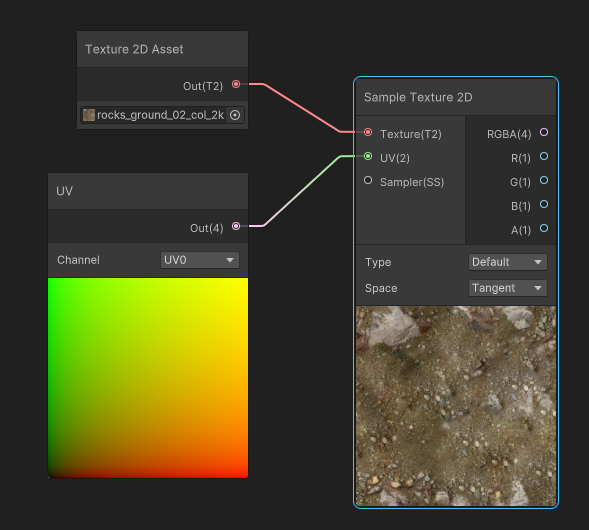 Texture 2D Asset
Out(T2)
rocks_ground_02_col_2k
UV
Out(4)
Channel UV0
Sample Texture 2D
Texture(T2) RGBA(4)
UV(2) R(1)
Sampler(SS) G(1)
B(1)
A(1)
Type Default
Space Tangent